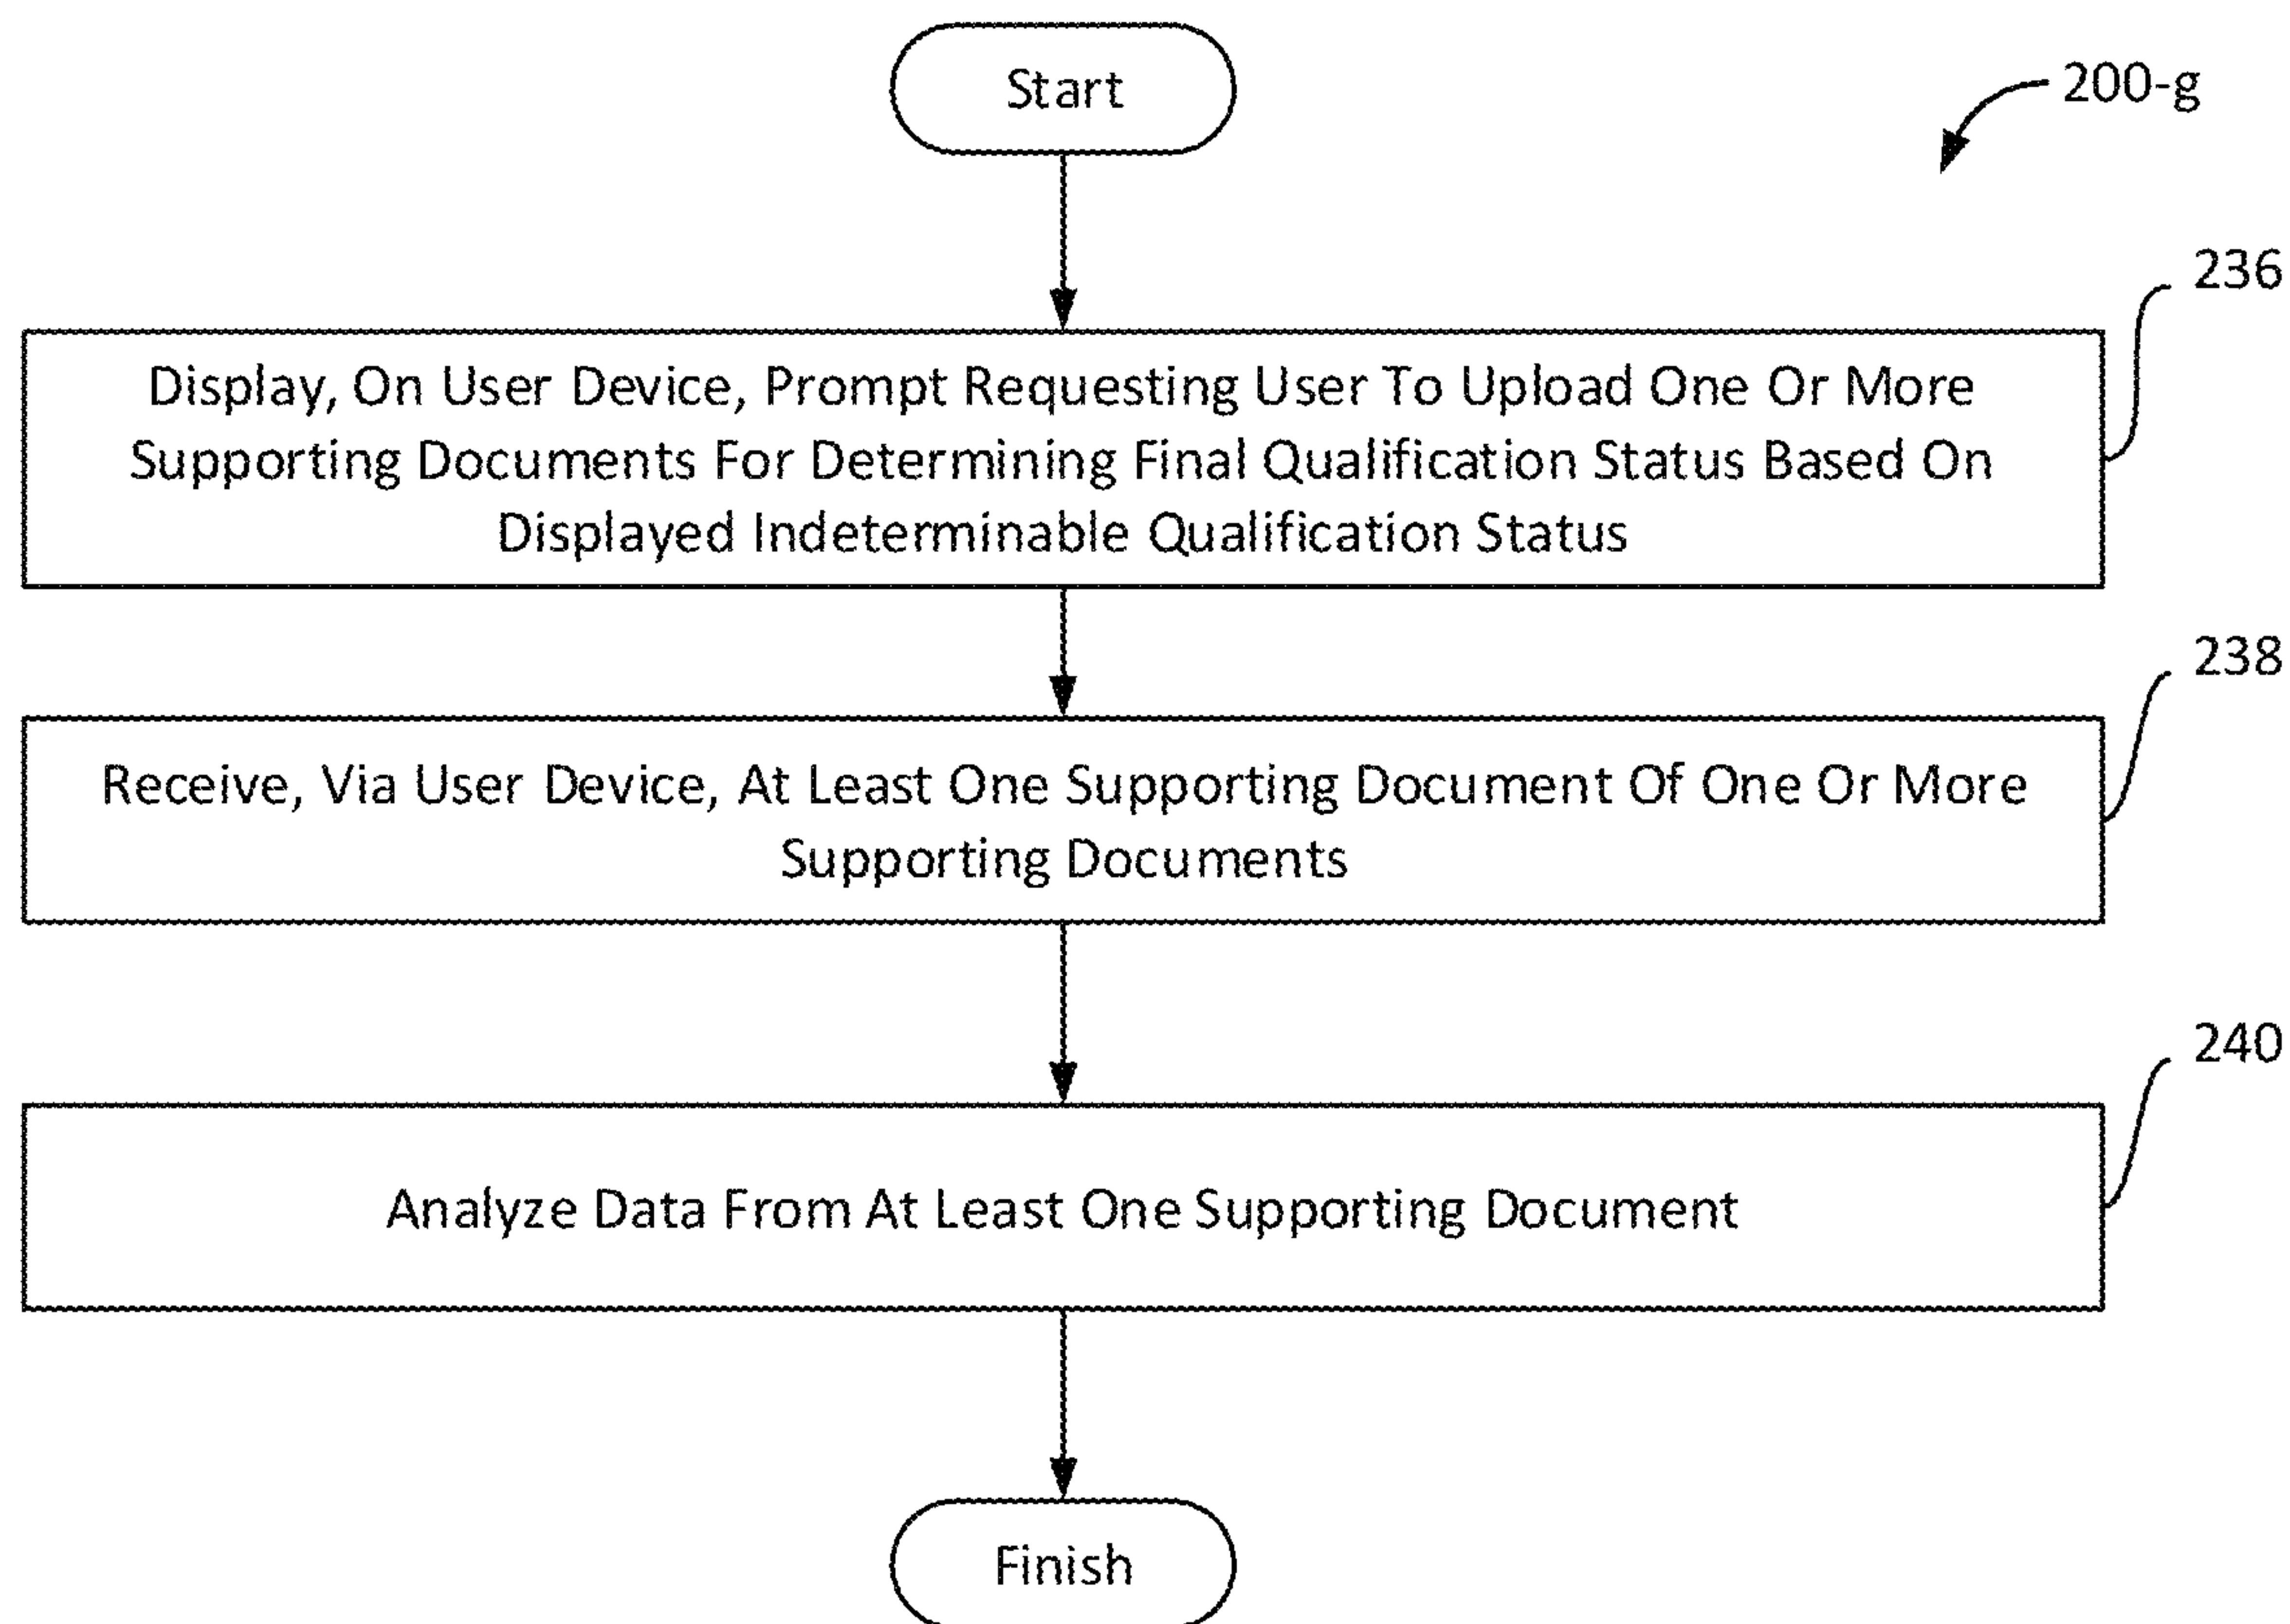 Start
200-g
236
Display, On User Device, Prompt Requesting User To Upload One Or More
Supporting Documents For Determining Final Qualification Status Based On
Displayed Indeterminable Qualification Status
238
Receive, Via User Device, At Least One Supporting Document Of One Or More
Supporting Documents
240
Analyze Data From At Least One Supporting Document
Finish